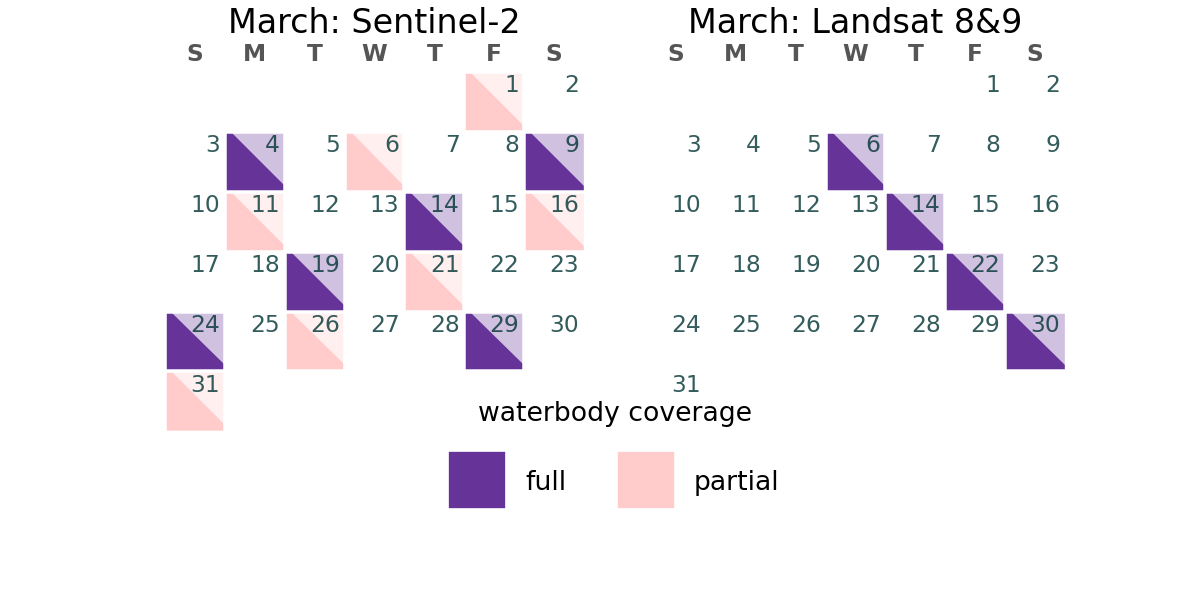 March: Sentinel-2
S M T W T F S
1 2
3 4 5 6 7 8 9
10 11 12 13 14 15 16
17 18 19 20 21 22 23
24 25 26 27 28 29 30
31
March: Landsat 8&9
S M T W T F S
1 2
3 4 5 6 7 8 9
10 11 12 13 14 15 16
17 18 19 20 21 22 23
24 25 26 27 28 29 30
31
waterbody coverage
full partial